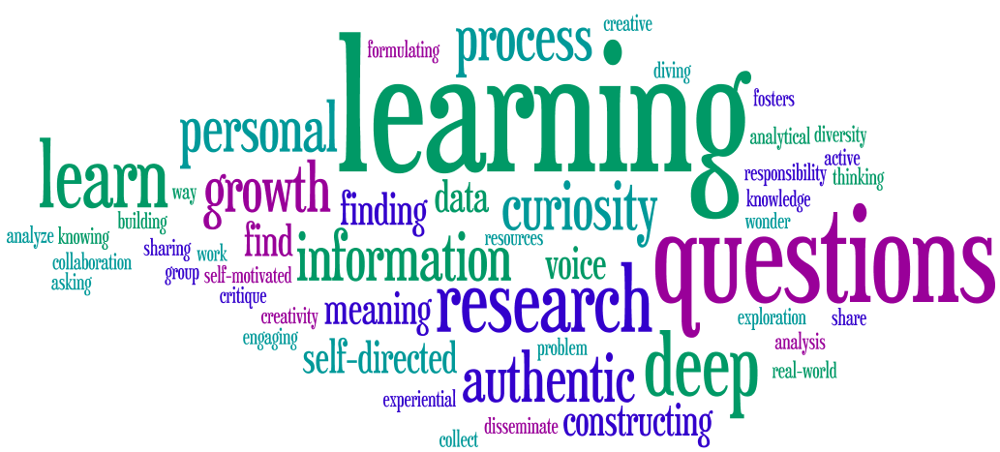 creative
process
formulating
learning
diving
fosters
personal
analytical
diversity
active
learn
way
growth
responsibility
thinking
finding
data
curiosity
knowledge
building
wonder
analyze
knowing
sharing
work
find
information
resources
questions
collaboration
group
self-motivated
voice
asking
critique
creativity
meaning
research
exploration
share
engaging
self-directed
problem
deep
analysis
real-world
experiential
authentic
disseminate
constructing
collect